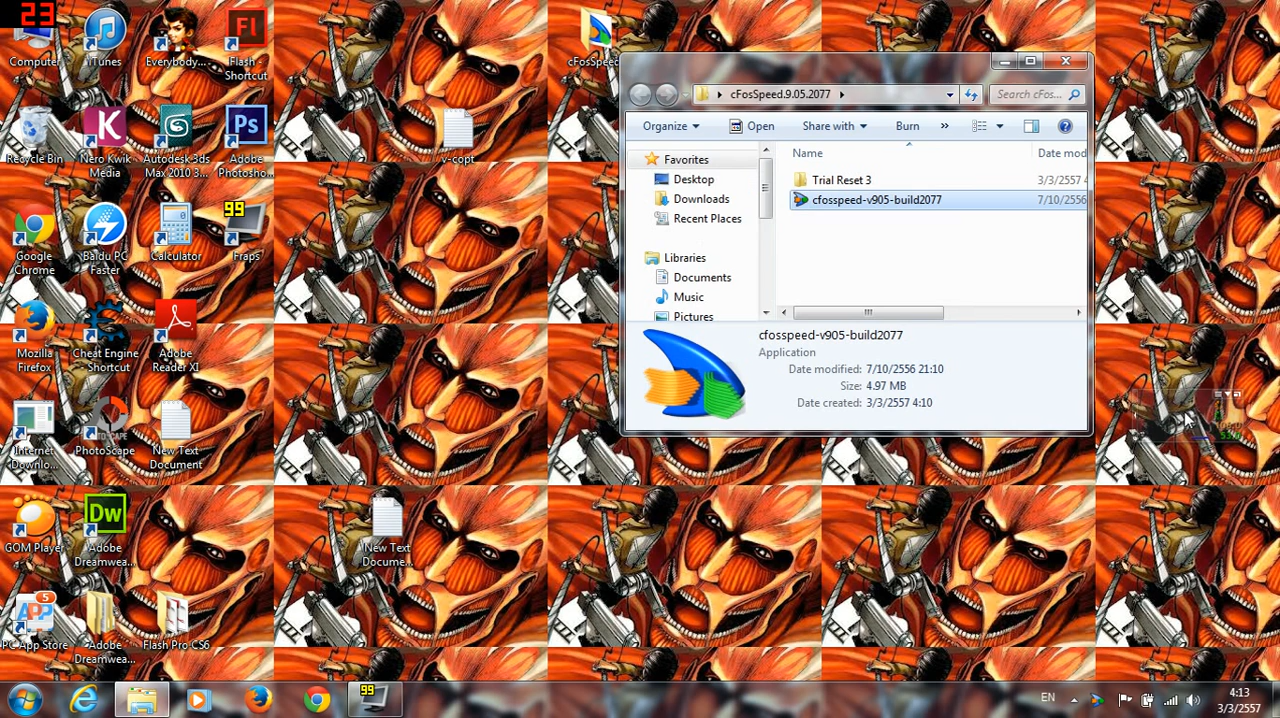 23
Computer
iTunes
Everybody...
Flash -
Shortcut
cFosSpeed
Recycle Bin
Nero Kwik
Media
Autodesk 3ds
Max 2010 3...
Adobe
Photosho...
v-copt
Google
Chrome
Baidu PC
Faster
Calculator
99
Fraps
Mozilla
Firefox
Cheat Engine
- Shortcut
Adobe
Reader XI
Internet
Downlo...
PhotoScape
New Text
Document
GOM Player
Dw
Adobe
Dreamwea...
New Text
Docume...
PC App Store
Adobe
Dreamwea...
Flash Pro CS6
cFosSpeed.9.05.2077
Search cFos...
Organize
Open
Share with
Burn
»
Favorites
Desktop
Downloads
Recent Places
Libraries
Documents
Music
Pictures
Name
Date mod
Trial Reset 3
3/3/2557 4
cfosspeed-v905-build2077
7/10/2556
cfosspeed-v905-build2077
Application
Date modified: 7/10/2556 21:10
Size: 4.97 MB
Date created: 3/3/2557 4:10
99
EN
4:13
3/3/2557